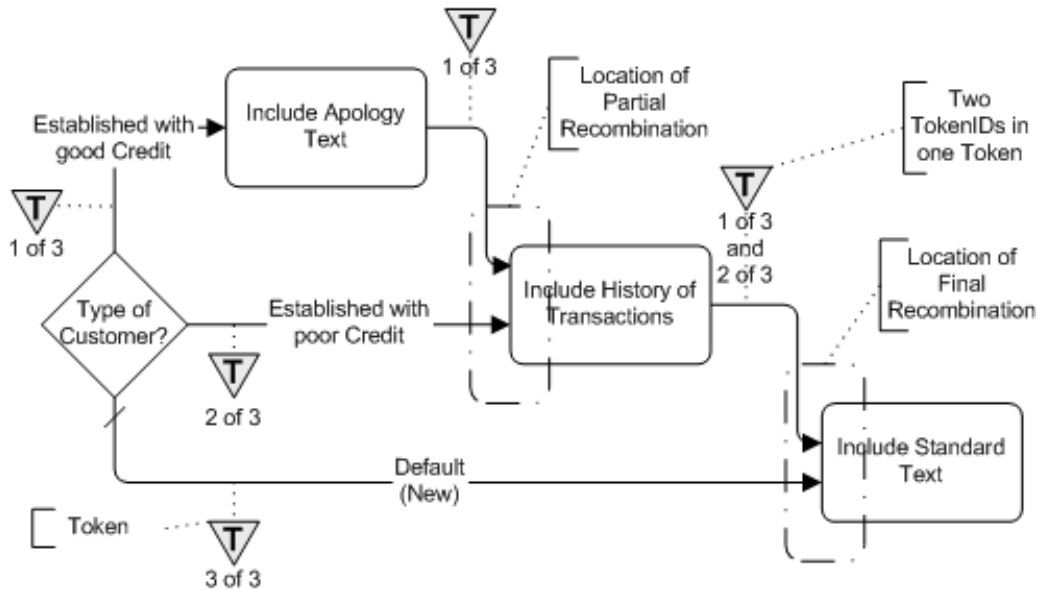 T
1 of 3
Location of
Partial
Recombination
Two
TokenIDs in
one Token
Established with
good Credit
Include Apology
Text
T
1 of 3
T
1 of 3
and
2 of 3
Location of
Final
Recombination
Type of
Customer?
Established with
poor Credit
Include History of
Transactions
T
2 of 3
Default
(New)
Include Standard
Text
Token
T
3 of 3